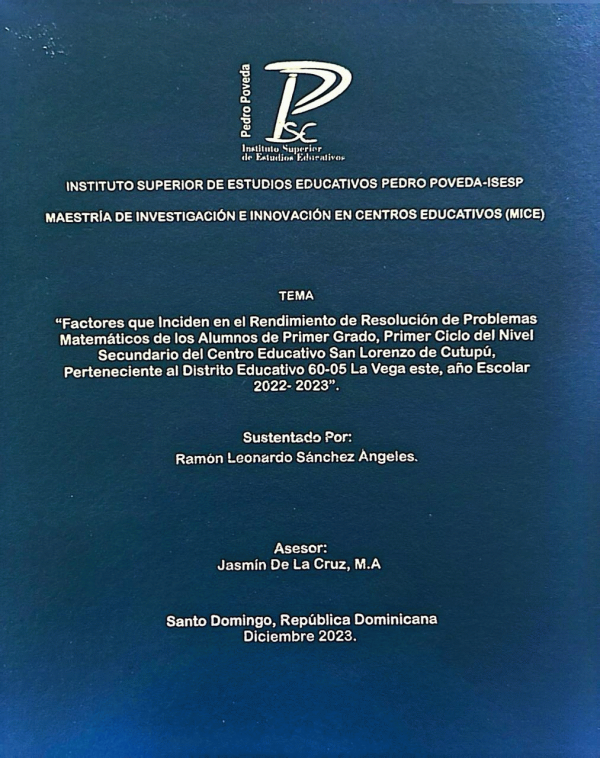 Pedro Poveda
ISC
Instituto Superior
de Estudios Educativos
INSTITUTO SUPERIOR DE ESTUDIOS EDUCATIVOS PEDRO POVEDA-ISESP
MAESTRÍA DE INVESTIGACIÓN E INNOVACIÓN EN CENTROS EDUCATIVOS (MICE)
TEMA
“Factores que Inciden en el Rendimiento de Resolución de Problemas
Matemáticos de los Alumnos de Primer Grado, Primer Ciclo del Nivel
Secundario del Centro Educativo San Lorenzo de Cutupú,
Perteneciente al Distrito Educativo 60-05 La Vega este, año Escolar
2022- 2023”.
Sustentado Por:
Ramón Leonardo Sánchez Ángeles.
Asesor:
Jasmín De La Cruz, M.A
Santo Domingo, República Dominicana
Diciembre 2023.